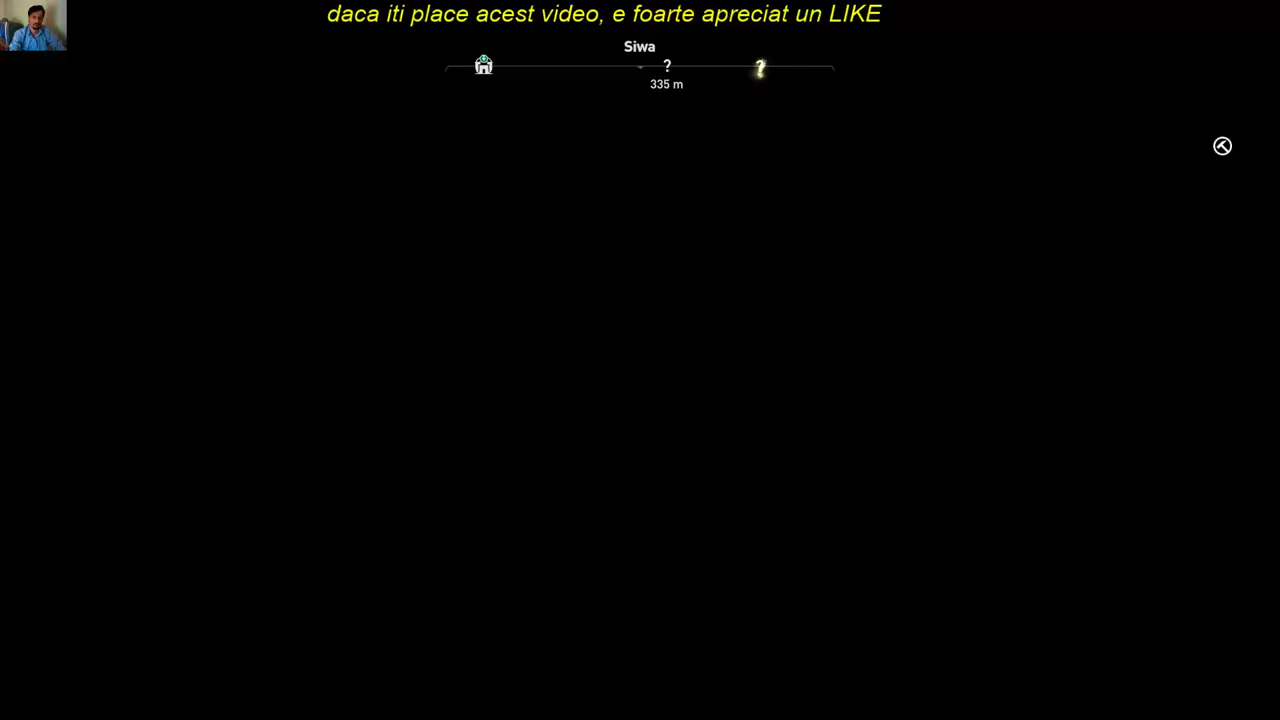 daca iti place acest video, e foarte apreciat un LIKE
Siwa
?
?
335 m